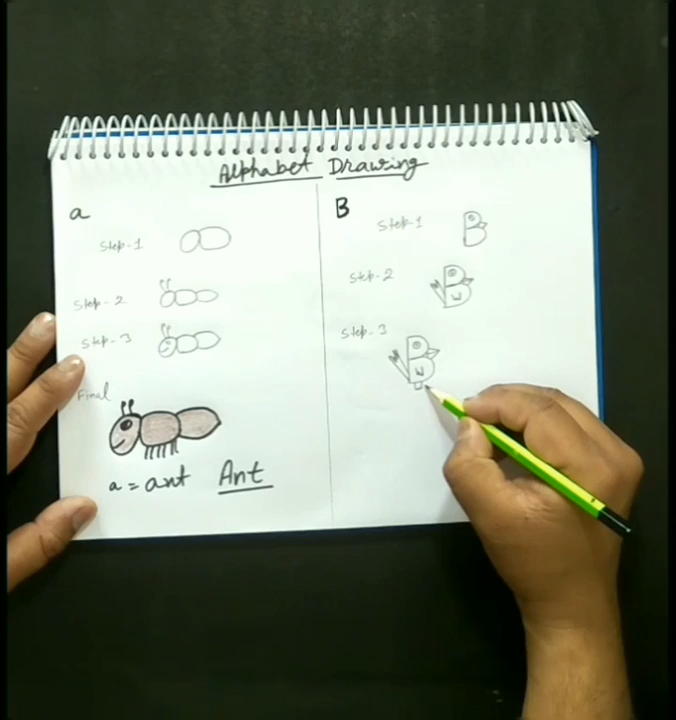 Alphabet Drawing
a
Step-1
Step-2
Step-3
Final
a = ant Ant
B
Step-1
Step-2
Step-3